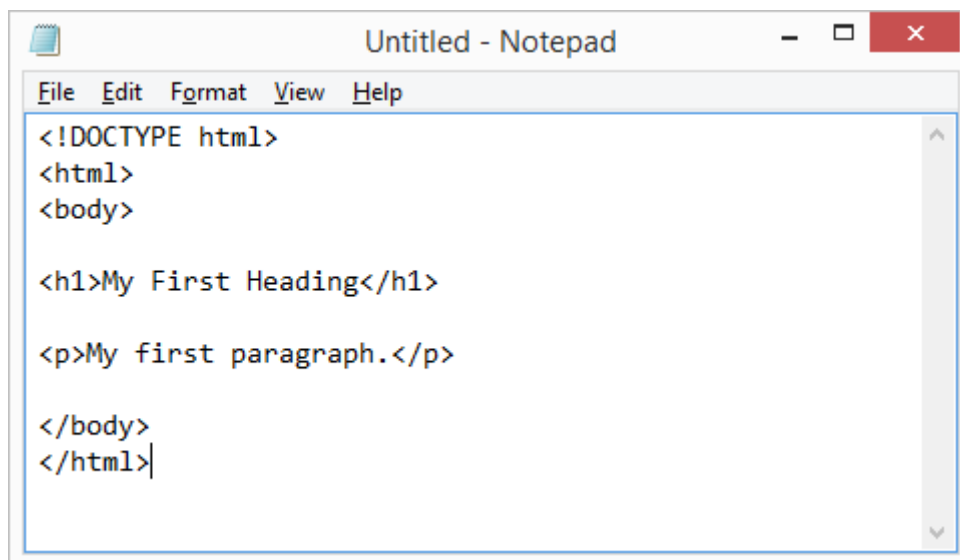 Untitled - Notepad
File Edit Format View Help
<!DOCTYPE html>
<html>
<body>
<h1>My First Heading</h1>
<p>My first paragraph.</p>
</body>
</html>